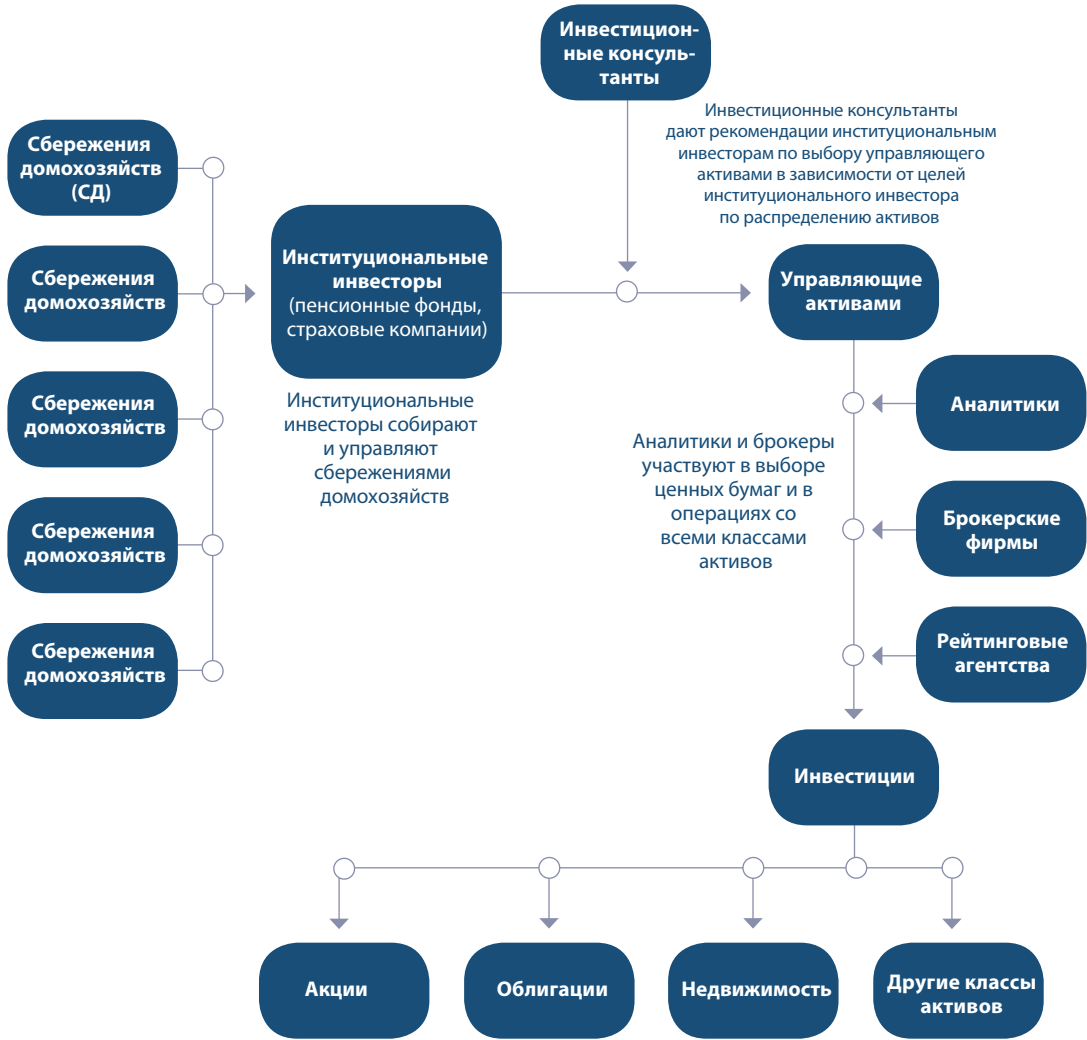 Инвестицион-
ные консуль-
танты
Инвестиционные консультанты
дают рекомендации институциональным
инвесторам по выбору управляющего
активами в зависимости от целей
институционального инвестора
по распределению активов
Сбережения
домохозяйств
(СД)
Сбережения
домохозяйств
Сбережения
домохозяйств
Сбережения
домохозяйств
Сбережения
домохозяйств
Институциональные
инвесторы
(пенсионные фонды,
страховые компании)
Институциональные
инвесторы собирают
и управляют
сбережениями
домохозяйств
Управляющие
активами
Аналитики и брокеры
участвуют в выборе
ценных бумаг и в
операциях со
всеми классами
активов
Аналитики
Брокерские
фирмы
Рейтинговые
агентства
Инвестиции
Акции
Облигации
Недвижимость
Другие классы
активов